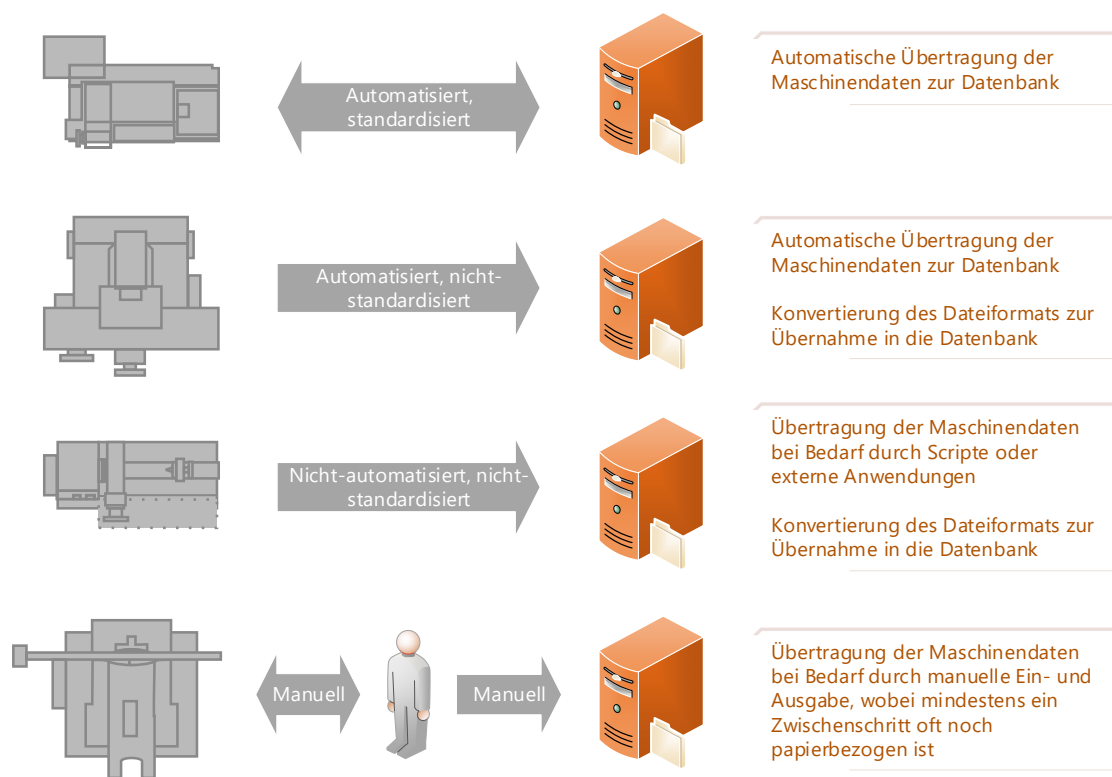 Automatisiert,
standardisiert
Automatische Übertragung der
Maschinendaten zur Datenbank
Automatisiert, nicht-
standardisiert
Automatische Übertragung der
Maschinendaten zur Datenbank
Konvertierung des Dateiformats zur
Übernahme in die Datenbank
Nicht-automatisiert, nicht-
standardisiert
Übertragung der Maschinendaten
bei Bedarf durch Scripte oder
externe Anwendungen
Konvertierung des Dateiformats zur
Übernahme in die Datenbank
Manuell
Manuell
Übertragung der Maschinendaten
bei Bedarf durch manuelle Ein- und
Ausgabe, wobei mindestens ein
Zwischenschritt oft noch
papierbezogen ist